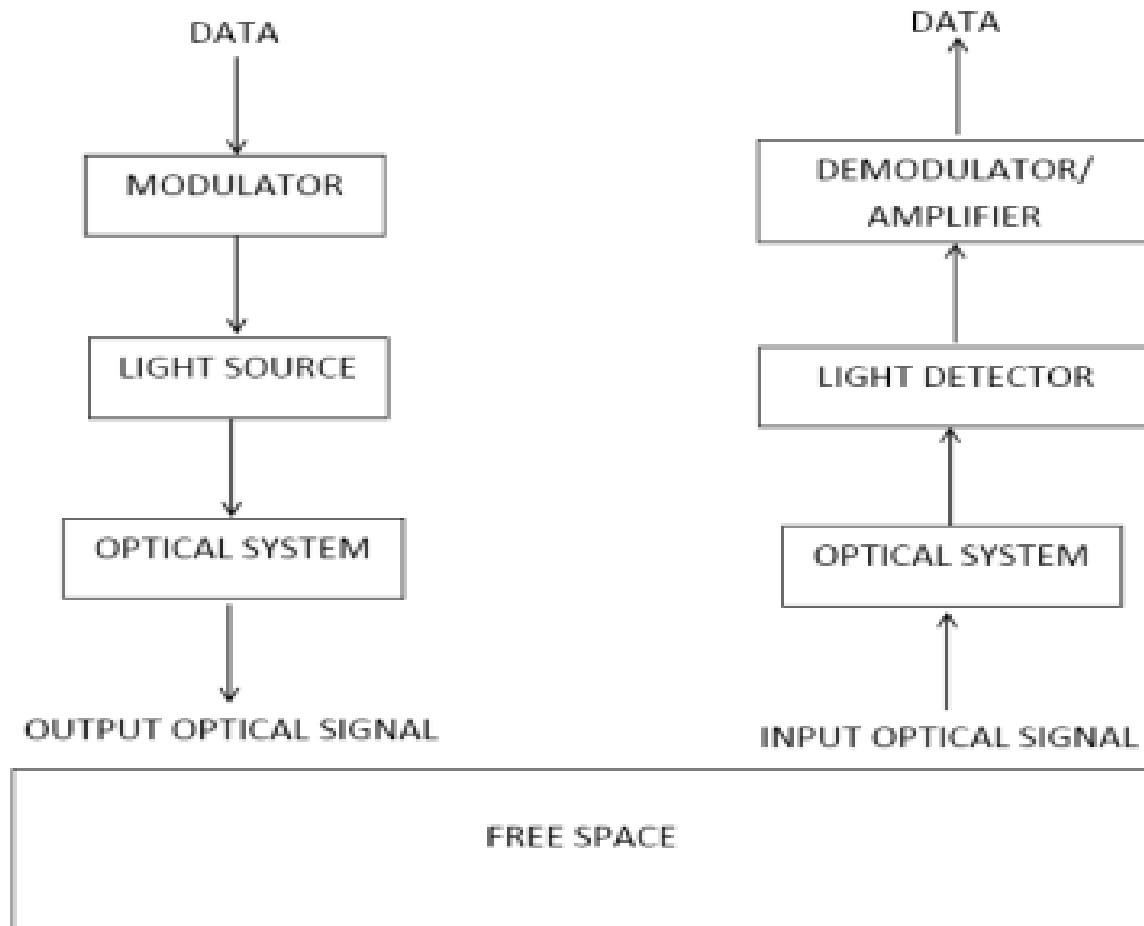 DATA
MODULATOR
LIGHT SOURCE
OPTICAL SYSTEM
OUTPUT OPTICAL SIGNAL
DATA
DEMODULATOR/
AMPLIFIER
LIGHT DETECTOR
OPTICAL SYSTEM
INPUT OPTICAL SIGNAL
FREE SPACE